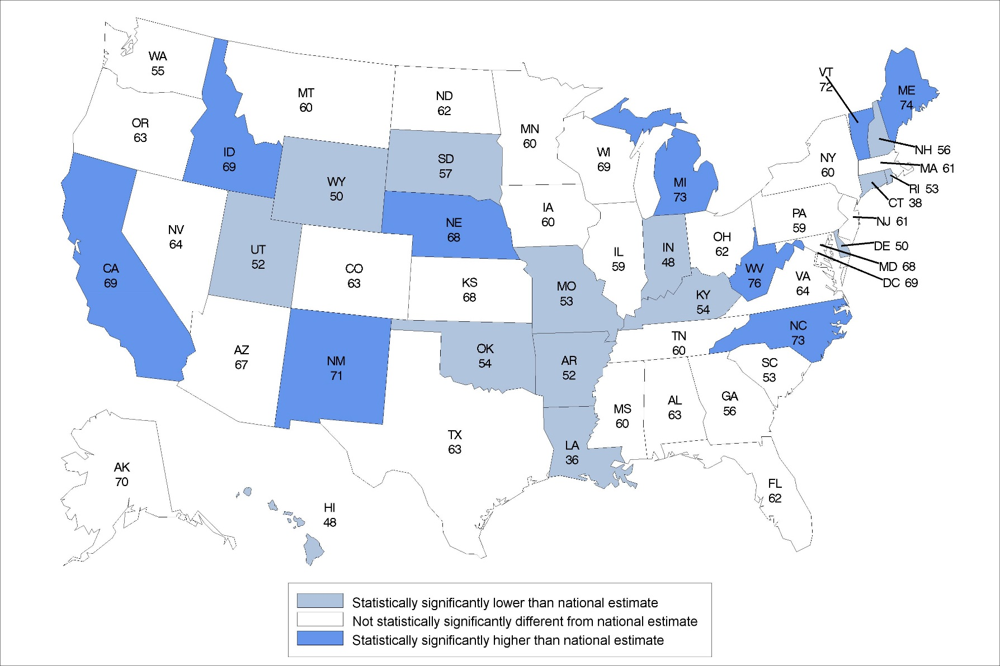 WA
55
VT
72
ME
74
MT
60
ND
62
OR
63
MN
60
ID
69
WI
69
NH 56
SD
57
NY
60
MA 61
WY
50
MI
73
RI 53
CT 38
IA
60
PA
59
NJ 61
NE
68
NV
64
OH
62
DE 50
UT
52
IL
59
IN
48
MD 68
CA
69
CO
63
WV
76
DC 69
VA
64
KS
68
MO
53
KY
54
NC
73
TN
60
AZ
67
OK
54
NM
71
AR
52
SC
53
GA
56
AL
63
MS
60
TX
63
LA
36
AK
70
FL
62
HI
48
Statistically significantly lower than national estimate
Not statistically significantly different from national estimate
Statistically significantly higher than national estimate